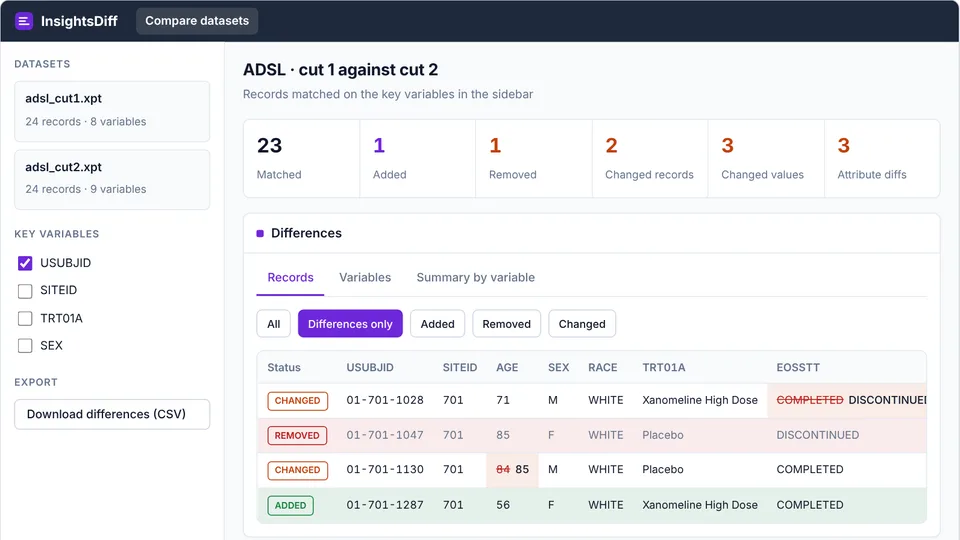 InsightsDiff Compare datasets
DATASETS
adsl_cut1.xpt
24 records · 8 variables
adsl_cut2.xpt
24 records · 9 variables
KEY VARIABLES
USUBJID
SITEID
TRT01A
SEX
EXPORT
Download differences (CSV)
ADSL · cut 1 against cut 2
Records matched on the key variables in the sidebar
23 1 1 2 3 3
Matched Added Removed Changed records Changed values Attribute diffs
Differences
Records Variables Summary by variable
All Differences only Added Removed Changed
Status USUBJID SITEID AGE SEX RACE TRT01A EOSSTT
CHANGED 01-701-1028 701 71 M WHITE Xanomeline High Dose COMPLETED DISCONTINUED
REMOVED 01-701-1047 701 85 F WHITE Placebo DISCONTINUED
CHANGED 01-701-1130 701 84 85 M WHITE Placebo COMPLETED
ADDED 01-701-1287 701 56 F WHITE Xanomeline High Dose COMPLETED